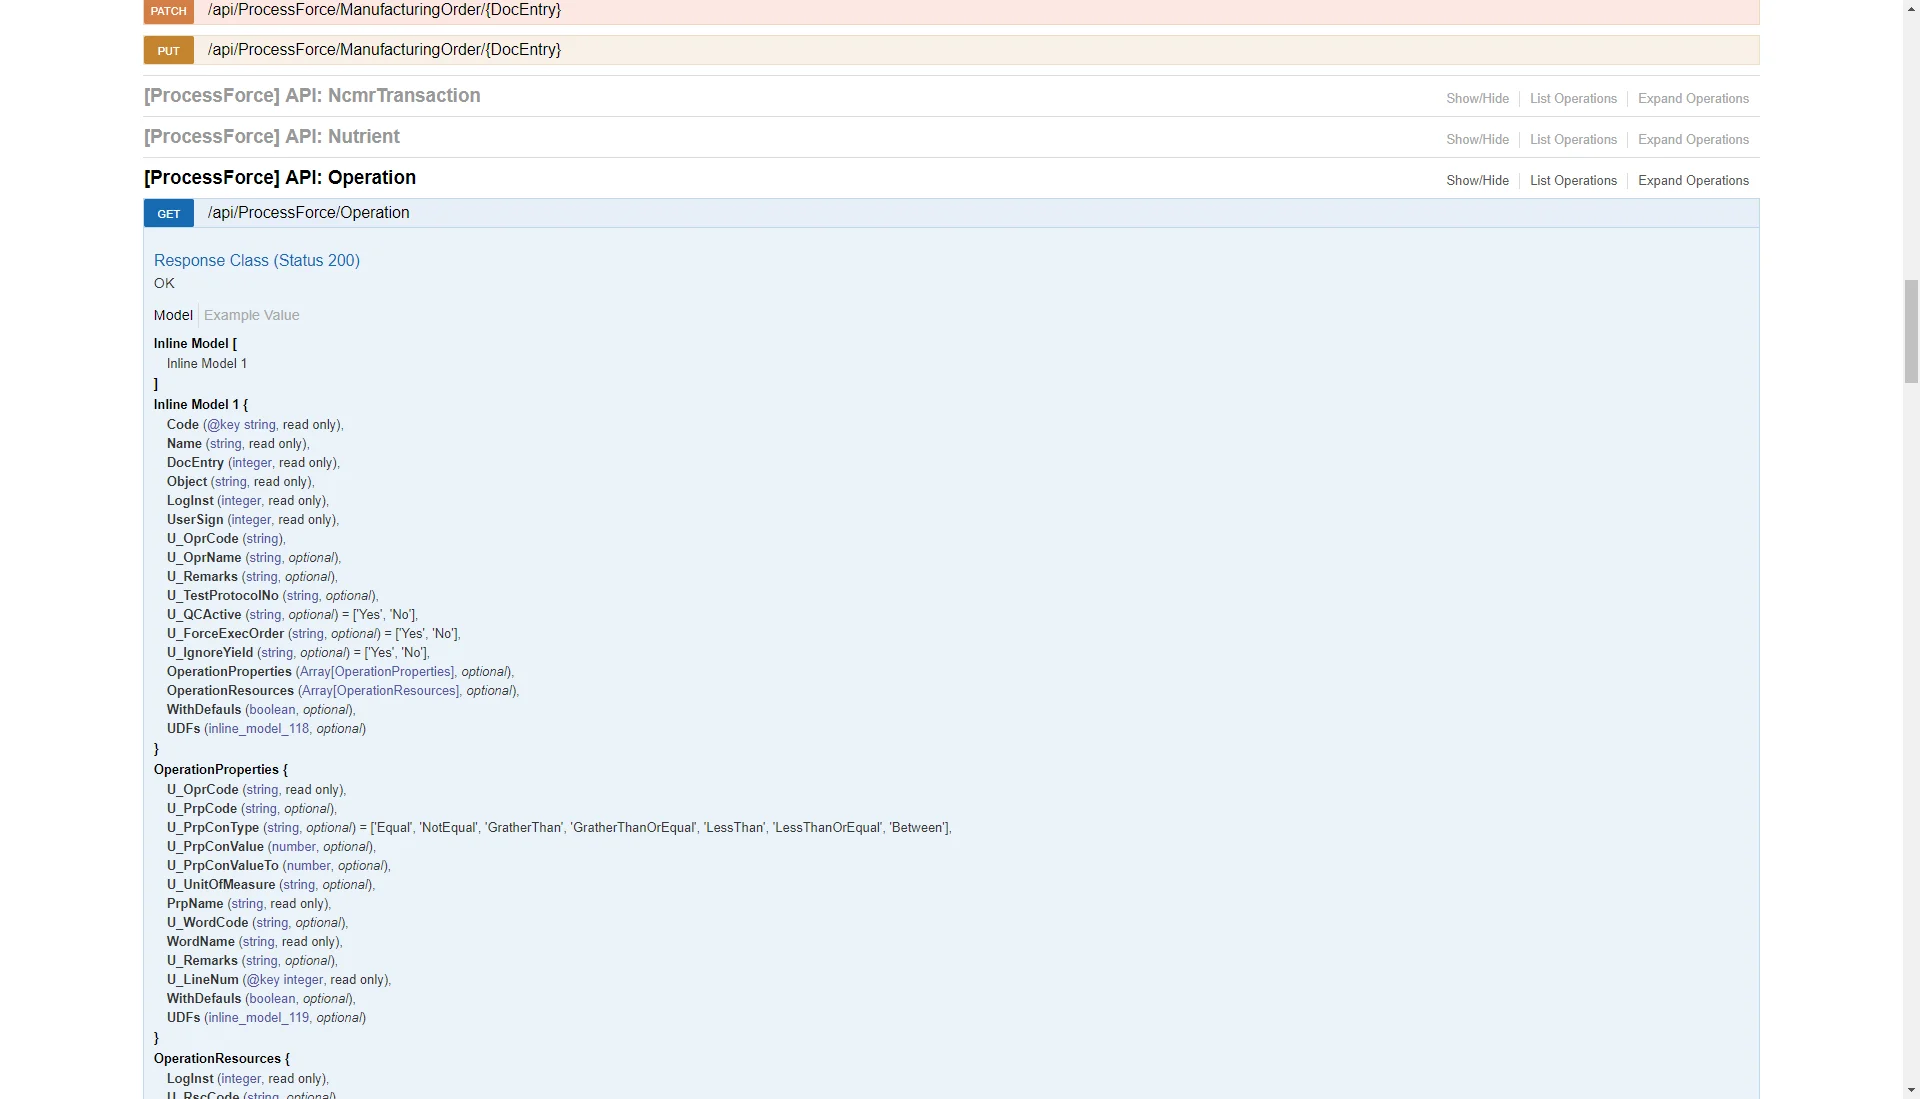 PATCH /api/ProcessForce/ManufacturingOrder/{DocEntry}
PUT /api/ProcessForce/ManufacturingOrder/{DocEntry}
[ProcessForce] API: NcmrTransaction Show/Hide List Operations Expand Operations
[ProcessForce] API: Nutrient Show/Hide List Operations Expand Operations
[ProcessForce] API: Operation Show/Hide List Operations Expand Operations
GET /api/ProcessForce/Operation
Response Class (Status 200)
OK
Model Example Value
Inline Model [
Inline Model 1
]
Inline Model 1 {
Code (@key string, read only),
Name (string, read only),
DocEntry (integer, read only),
Object (string, read only),
LogInst (integer, read only),
UserSign (integer, read only),
U_OprCode (string),
U_OprName (string, optional),
U_Remarks (string, optional),
U_TestProtocolNo (string, optional),
U_QCActive (string, optional) = ['Yes', 'No'],
U_ForceExecOrder (string, optional) = ['Yes', 'No'],
U_IgnoreYield (string, optional) = ['Yes', 'No'],
OperationProperties (Array[OperationProperties], optional),
OperationResources (Array[OperationResources], optional),
WithDefauls (boolean, optional),
UDFs (inline_model_118, optional)
}
OperationProperties {
U_OprCode (string, read only),
U_PrpCode (string, optional),
U_PrpConType (string, optional) = ['Equal', 'NotEqual', 'GratherThan', 'GratherThanOrEqual', 'LessThan', 'LessThanOrEqual', 'Between'],
U_PrpConValue (number, optional),
U_PrpConValueTo (number, optional),
U_UnitOfMeasure (string, optional),
PrpName (string, read only),
U_WordCode (string, optional),
WordName (string, read only),
U_Remarks (string, optional),
U_LineNum (@key integer, read only),
WithDefauls (boolean, optional),
UDFs (inline_model_119, optional)
}
OperationResources {
LogInst (integer, read only),
U_RscCode (string, optional),